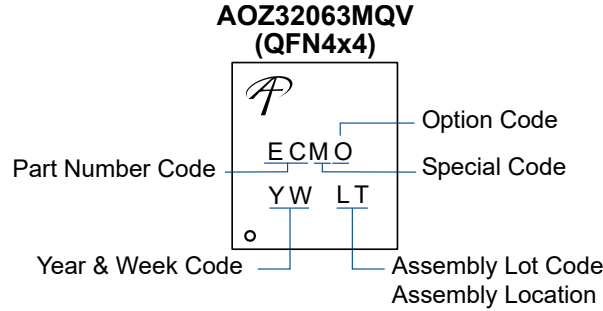 AOZ32063MQV
(QFN4x4)
Option Code
ECMO
Part Number Code
Special Code
YW LT
Year & Week Code
Assembly Lot Code
Assembly Location